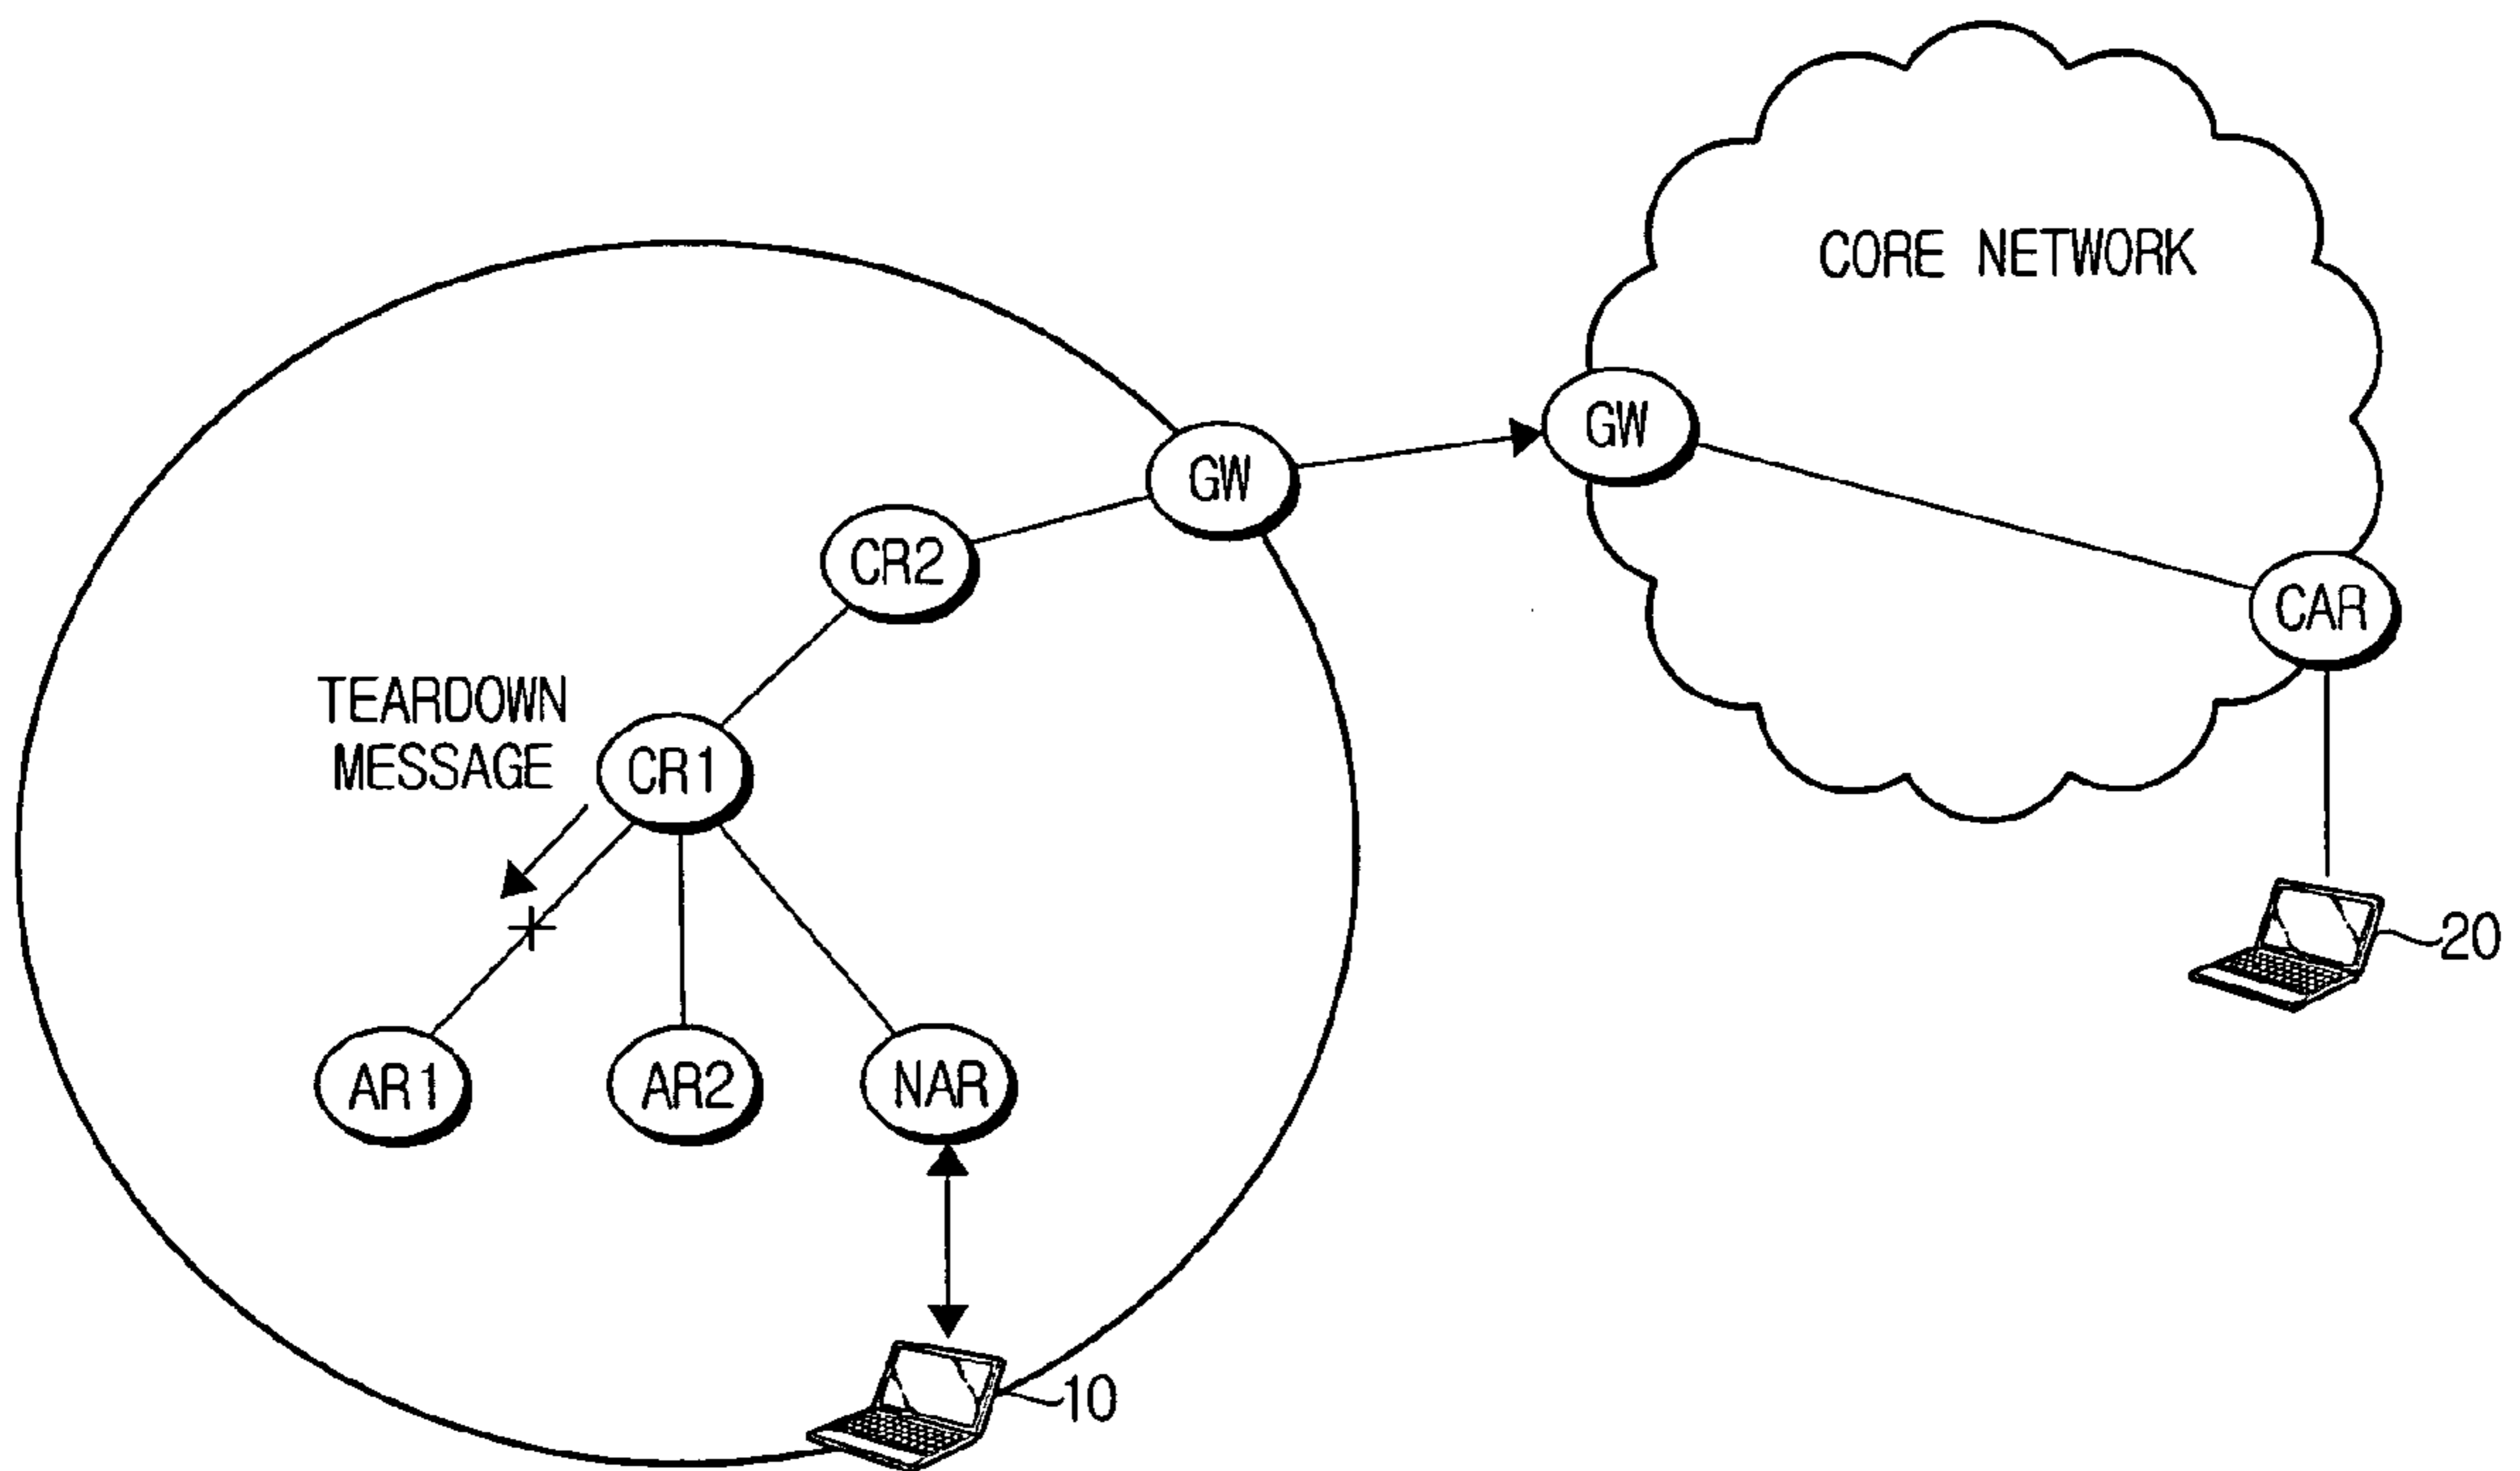 CORE NETWORK
GW
GW
CR2
CAR
TEARDOWN
MESSAGE
CR1
20
AR1
AR2
NAR
10